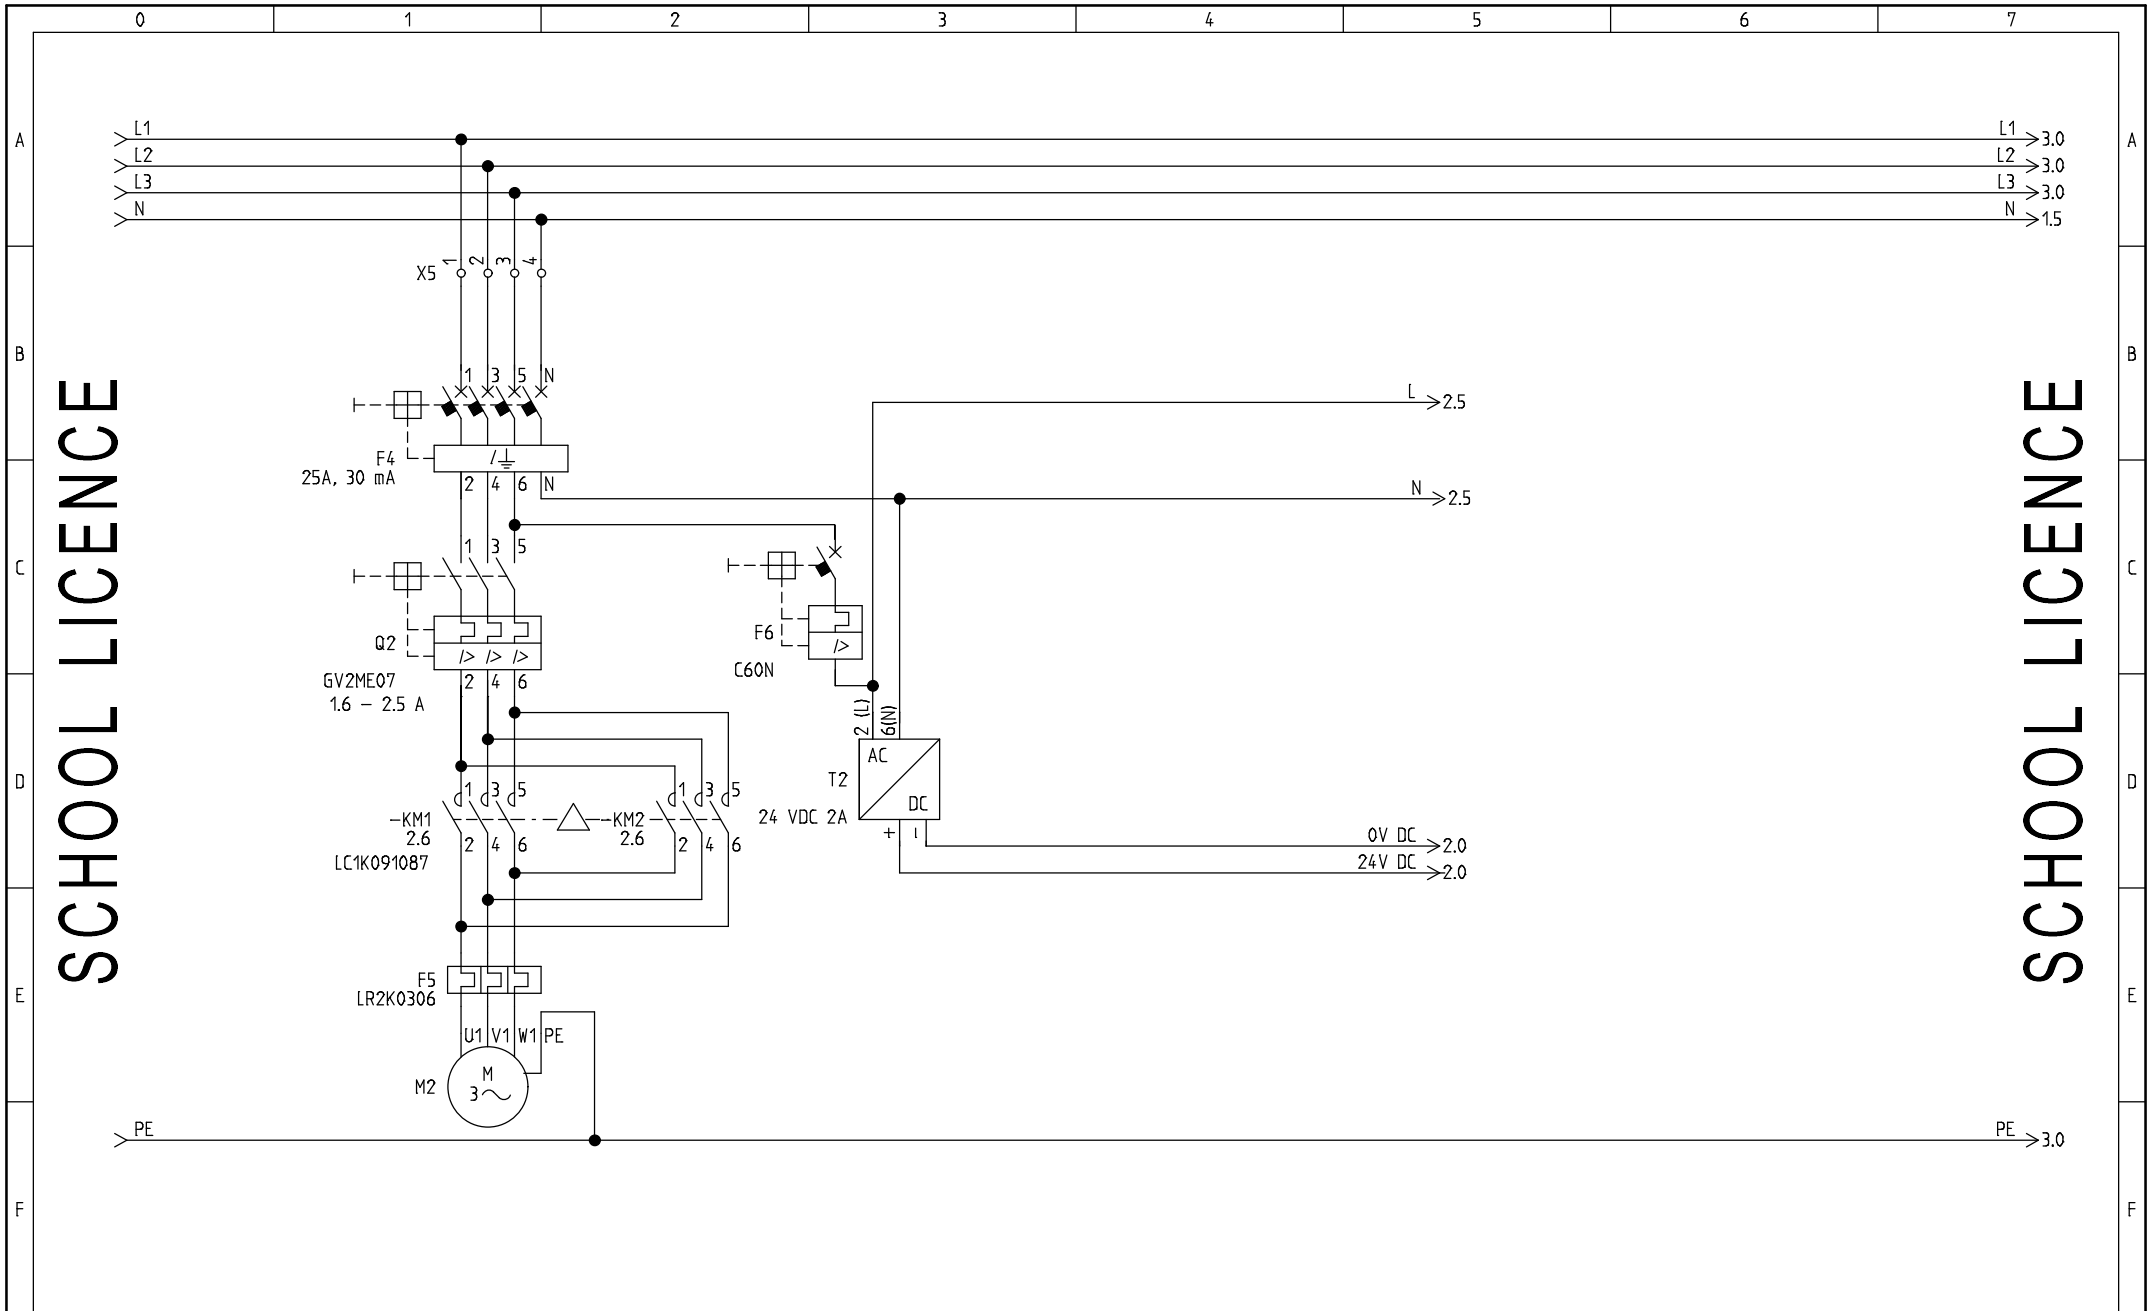 0 1 2 3 4 5 6 7
A L1 L1 3.0 A
L2 L2 3.0
L3 L3 3.0
N N 1.5
X5 1 2 3 4
B B
1 3 5 N
L 2.5
F4
25A, 30 mA
2 4 6 N
N 2.5
1 3 5
C C
F6
C60N
Q2
I> I> I>
I>
GV2ME07
1.6 - 2.5 A
2 4 6
2 (L) 6(N)
AC
T2
DC
24 VDC 2A
+ -
D D
1 3 5 1 3 5
-KM1 -KM2
2.6 2.6
2 4 6 2 4 6
LC1K091087
0V DC 2.0
24V DC 2.0
F5
LR2K0306
E E
U1 V1 W1 PE
M
M2
3~
PE PE 3.0
F F
SCHOOL LICENCE
SCHOOL LICENCE